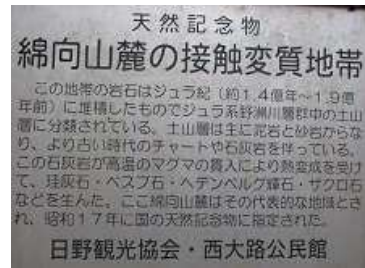 天然記念物
綿向山麓の接触変質地帯
この地帯の岩石はジュラ紀(約1.4億年〜1.9億
年前)に堆積したものでジュラ系野洲川層群中の土山
層に分類されている。土山層は主に泥岩と砂岩からな
り、より古い時代のチャートや石灰岩を伴っている。
この石灰岩が高温のマグマの貫入により熱変成を受け
て、珪灰石・ベスブ石・ヘデンベルグ輝石・ザクロ石
などを生んだ。ここ綿向山麓はその代表的な地域とさ
れ、昭和17年に国の天然記念物に指定された。
日野観光協会・西大路公民館